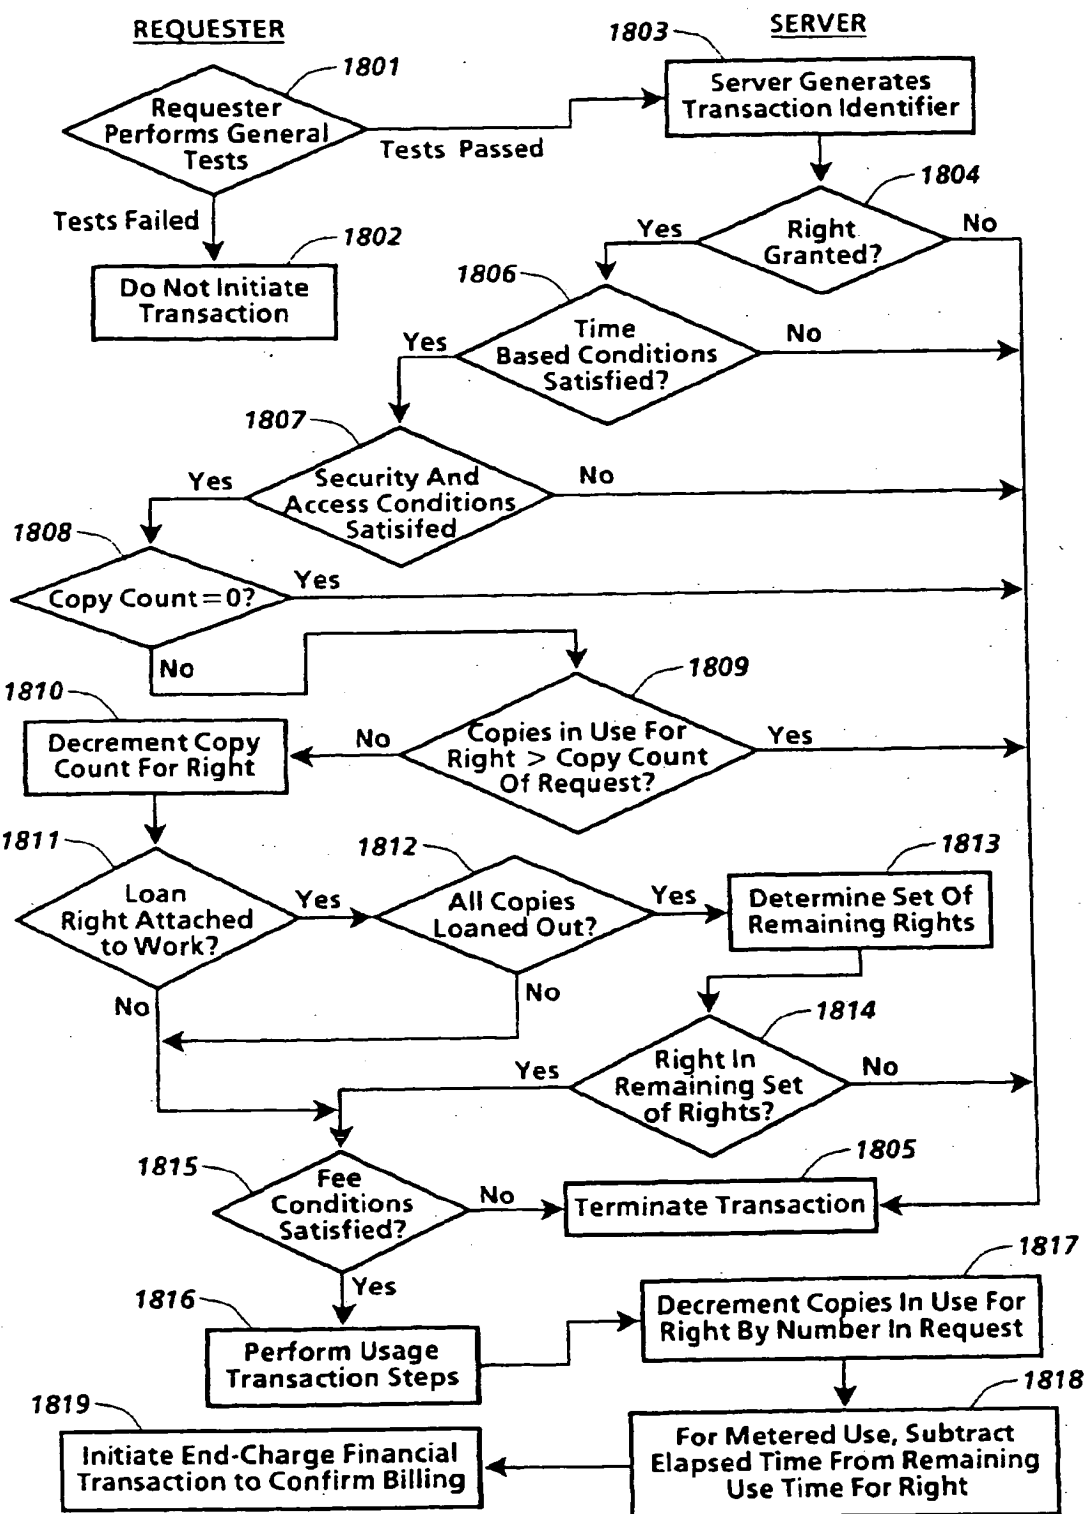 REQUESTER
SERVER
1801
1803
Requester
Performs General
Tests
Server Generates
Transaction Identifier
Tests Passed
Tests Failed
1802
Do Not Initiate
Transaction
1804
Right
Granted?
Yes
No
1806
Time
Based Conditions
Satisfied?
Yes
No
1807
Security And
Access Conditions
Satisifed
Yes
No
1808
Copy Count=0?
Yes
No
1809
Copies in Use For
Right > Copy Count
Of Request?
No
Yes
1810
Decrement Copy
Count For Right
1811
Loan
Right Attached
to Work?
Yes
No
1812
All Copies
Loaned Out?
Yes
No
1813
Determine Set Of
Remaining Rights
1814
Right In
Remaining Set
of Rights?
Yes
No
1815
Fee
Conditions
Satisfied?
No
Yes
1805
Terminate Transaction
1816
Perform Usage
Transaction Steps
1817
Decrement Copies In Use For
Right By Number In Request
1818
For Metered Use, Subtract
Elapsed Time From Remaining
Use Time For Right
1819
Initiate End-Charge Financial
Transaction to Confirm Billing